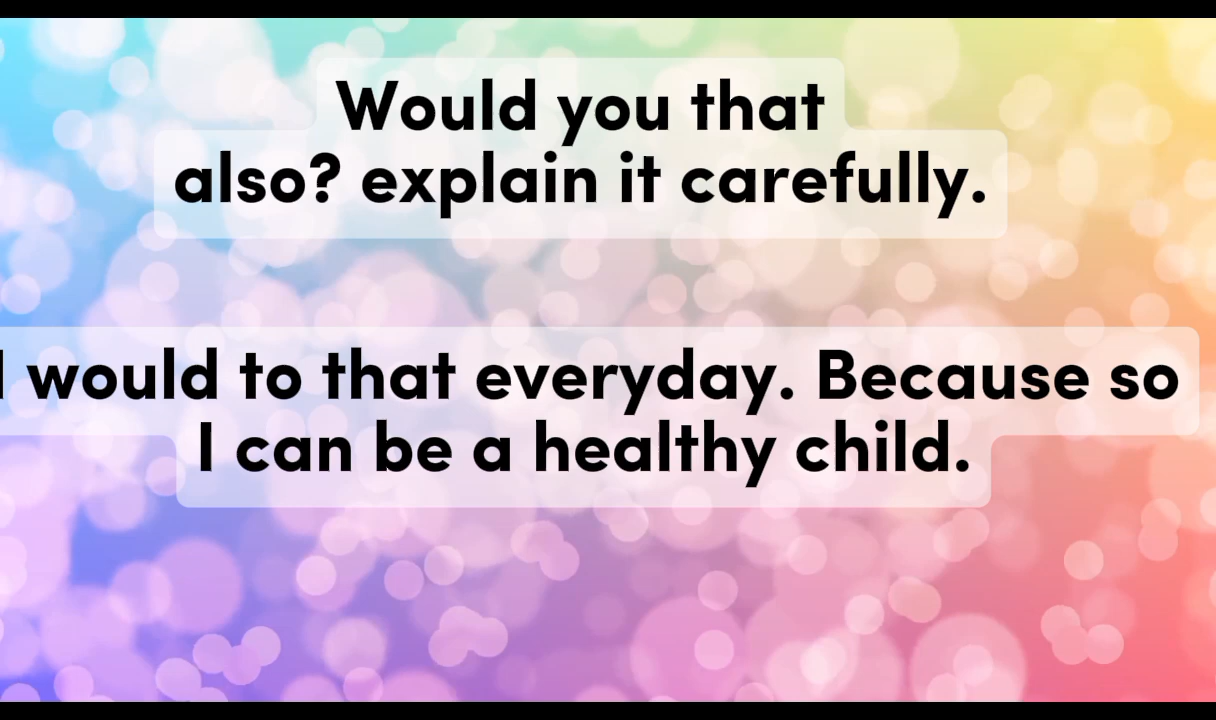 Would you that
also? explain it carefully.
I would to that everyday. Because so
I can be a healthy child.